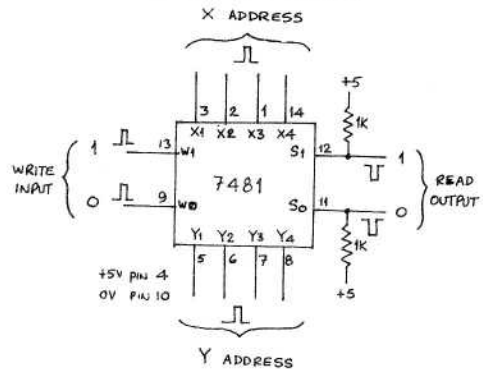 X ADDRESS
3 2 1 14
X1 X2 X3 X4
+5
1K
WRITE INPUT
1 13 W1
S1 12 1
7481
0 9 W0
S0 11 0
READ OUTPUT
Y1 Y2 Y3 Y4
5 6 7 8
1K
+5V PIN 4
0V PIN 10
+5
Y ADDRESS